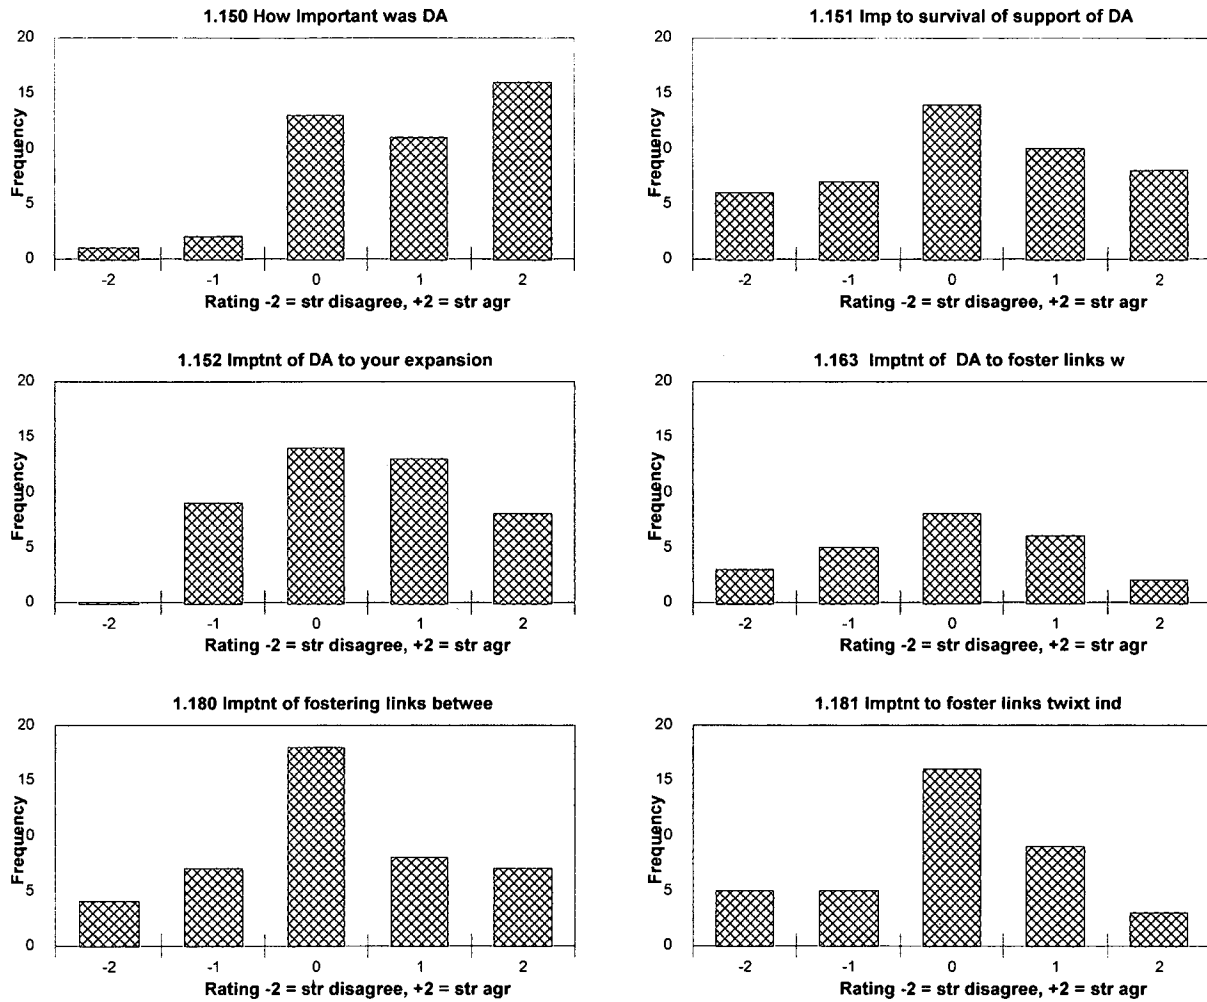 1.150 How Important was DA
20
15
10
5
0
Frequency
-2 -1 0 1 2
Rating -2 = str disagree, +2 = str agr
1.151 Imp to survival of support of DA
20
15
10
5
0
Frequency
-2 -1 0 1 2
Rating -2 = str disagree, +2 = str agr
1.152 Imptnt of DA to your expansion
20
15
10
5
0
Frequency
-2 -1 0 1 2
Rating -2 = str disagree, +2 = str agr
1.163 Imptnt of DA to foster links w
20
15
10
5
0
Frequency
-2 -1 0 1 2
Rating -2 = str disagree, +2 = str agr
1.180 Imptnt of fostering links betwee
20
15
10
5
0
Frequency
-2 -1 0 1 2
Rating -2 = str disagree, +2 = str agr
1.181 Imptnt to foster links twixt ind
20
15
10
5
0
Frequency
-2 -1 0 1 2
Rating -2 = str disagree, +2 = str agr